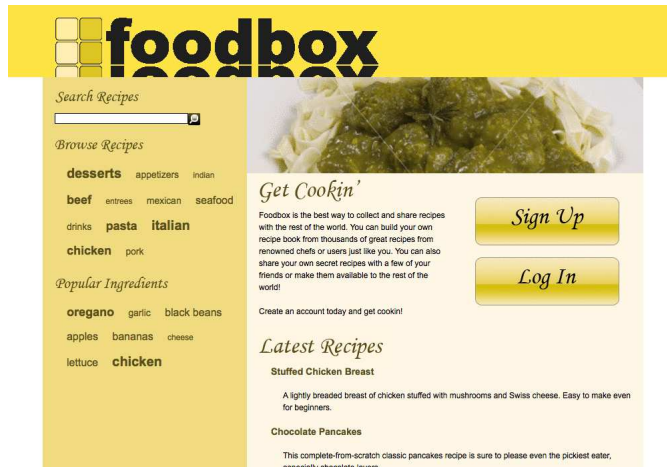 foodbox
Search Recipes
Browse Recipes
desserts appetizers indian
beef entrees mexican seafood
drinks pasta italian
chicken pork
Popular Ingredients
oregano garlic black beans
apples bananas cheese
lettuce chicken
Get Cookin'
Foodbox is the best way to collect and share recipes
with the rest of the world. You can build your own
recipe book from thousands of great recipes from
renowned chefs or users just like you. You can also
share your own secret recipes with a few of your
friends or make them available to the rest of the
world!
Create an account today and get cookin!
Sign Up
Log In
Latest Recipes
Stuffed Chicken Breast
A lightly breaded breast of chicken stuffed with mushrooms and Swiss cheese. Easy to make even
for beginners.
Chocolate Pancakes
This complete-from-scratch classic pancakes recipe is sure to please even the pickiest eater,
especially chocolate lovers